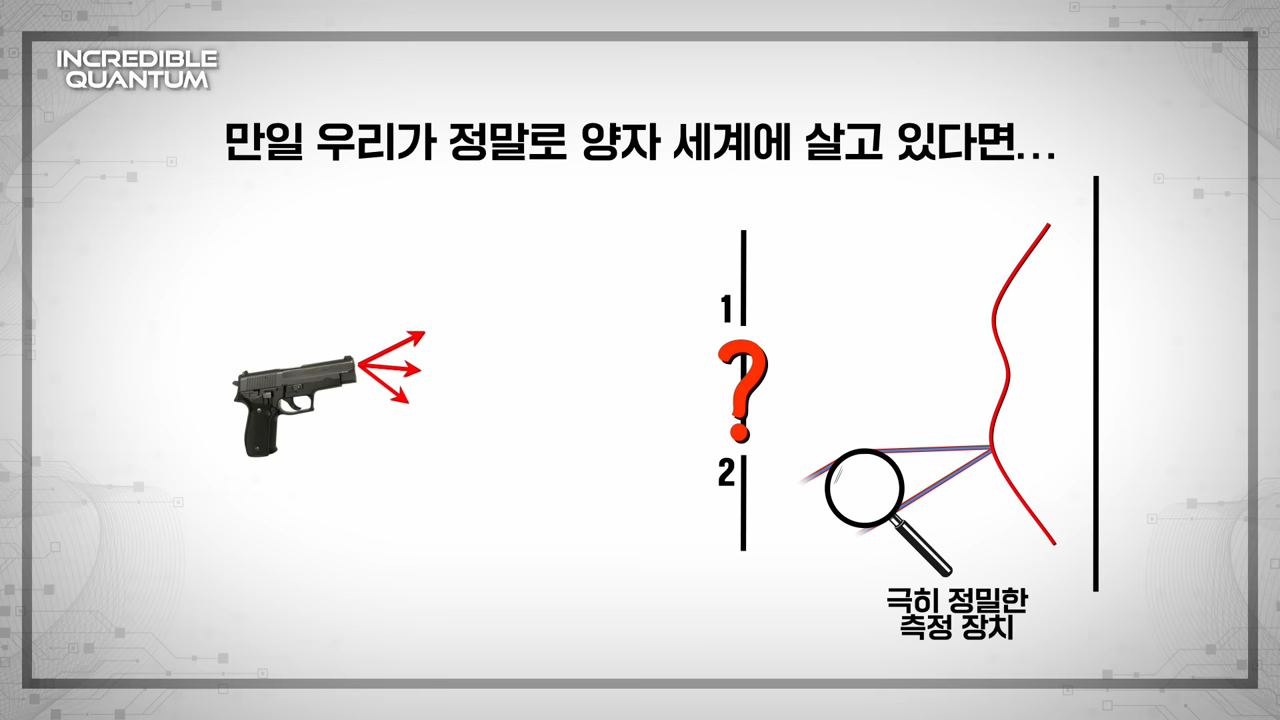 INCREDIBLE
QUANTUM
만일 우리가 정말로 양자 세계에 살고 있다면...
1
?
2
극히 정밀한
측정 장치